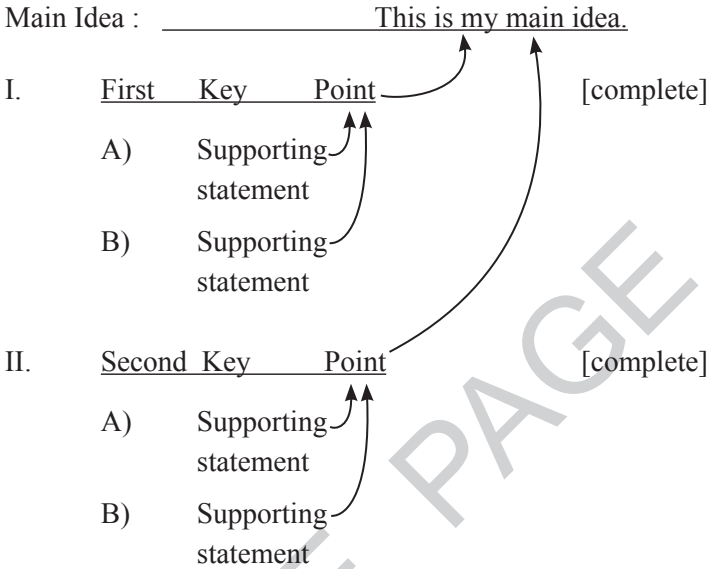 Main Idea : This is my main idea.
I. First Key Point [complete]
A) Supporting
statement
B) Supporting
statement
II. Second Key Point [complete]
A) Supporting
statement
B) Supporting
statement
PAGE